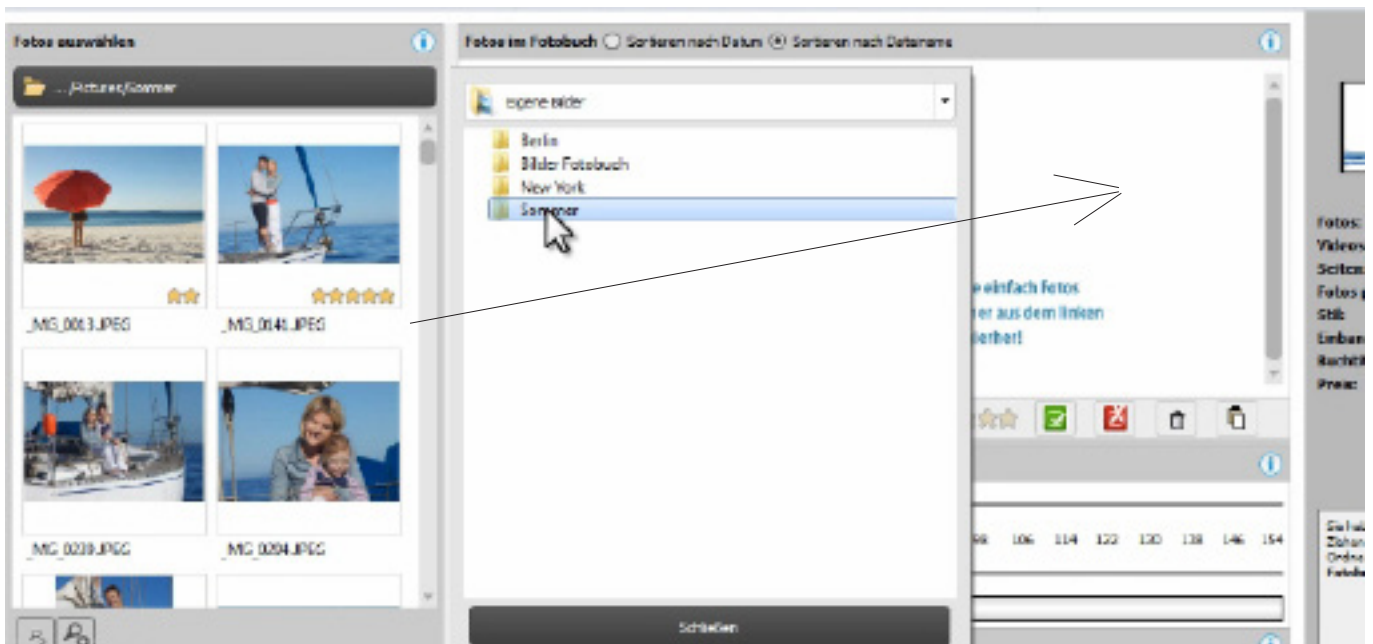 Fotos auswählen
.../Pictures/Sommer
_MG_0013.JPEG
_MG_0141.JPEG
_MG_0239.JPEG
_MG_0294.JPEG
Fotos im Fotobuch Sortieren nach Datum Sortieren nach Dateiname
eigene Bilder
Berlin
Bilder Fotobuch
New York
Sommer
Schließen
e einfach Fotos
er aus dem linken
ierher!
98 106 114 122 130 138 146 154
Fotos:
Videos
Seiten
Fotos p
Stil:
Einban
Buchtit
Preis: